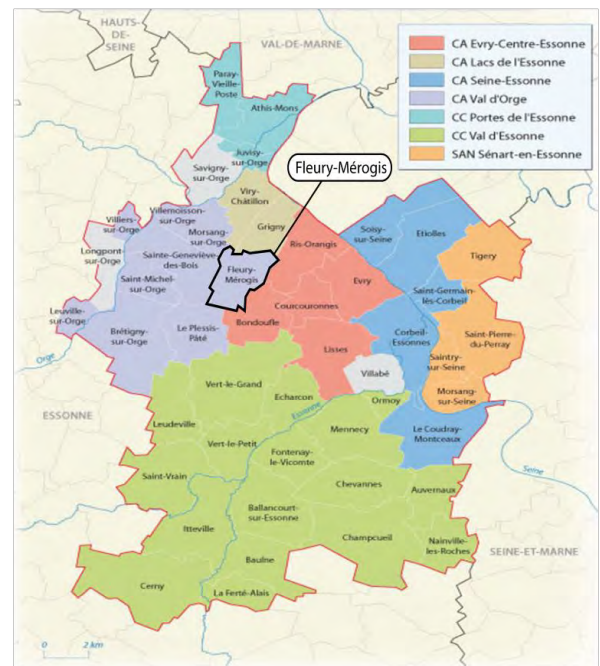 HAUTS-
DE-
SEINE
VAL-DE-MARNE
CA Evry-Centre-Essonne
CA Lacs de l'Essonne
CA Seine-Essonne
CA Val d'Orge
CC Portes de l'Essonne
CC Val d'Essonne
SAN Sénart-en-Essonne
Paray-
Vieille-
Poste
Athis-Mons
Juvisy-
sur-Orge
Savigny-
sur-Orge
Fleury-Mérogis
Viry-
Châtillon
Grigny
Villiers-
sur-Orge
Villemoisson-
sur-Orge
Morsang-
sur-Orge
Longpont-
sur-Orge
Sainte-Geneviève-
des-Bois
Fleury-
Mérogis
Ris-Orangis
Soisy-
sur-Seine
Etiolles
Tigery
Evry
Saint-Michel-
sur-Orge
Saint-Germain-
lès-Corbeil
Courcouronnes
Leuville-
sur-Orge
Brétigny-
sur-Orge
Le Plessis-
Pâté
Bondoufle
Lisses
Corbeil-
Essonnes
Saint-Pierre-
du-Perray
Saintry-
sur-Seine
Villabé
Morsang-
sur-Seine
Orge
Vert-le-Grand
Echarcon
Essonne
Ormoy
ESSONNE
Leudeville
Mennecy
Le Coudray-
Montceaux
Vert-le-Petit
Fontenay-
le-Vicomte
Seine
Saint-Vrain
Chevannes
Auvernaux
Ballancourt-
sur-Essonne
Itteville
Champcueil
Nainville-
les-Roches
SEINE-ET-MARNE
Baulne
Cerny
La Ferté-Alais
0 2 km